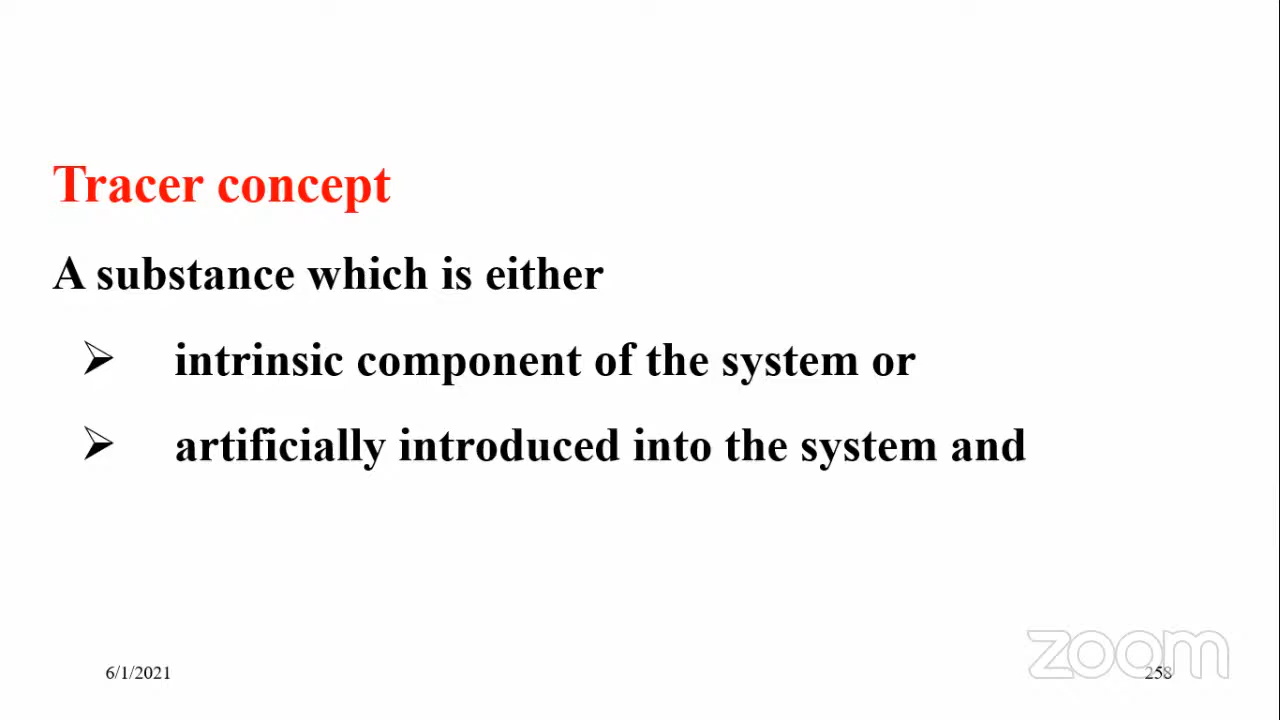 Tracer concept
A substance which is either
➢ intrinsic component of the system or
➢ artificially introduced into the system and
6/1/2021
258
zoom